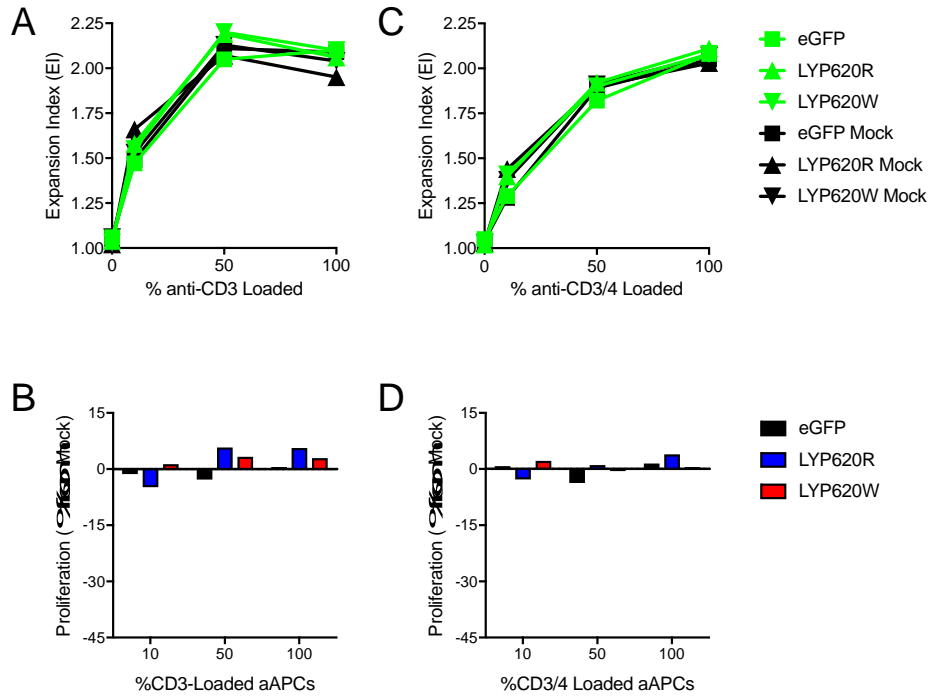 A
C
Expansion Index (EI)
2.25
2.00
1.75
1.50
1.25
1.00
0
50
100
% anti-CD3 Loaded
Expansion Index (EI)
2.25
2.00
1.75
1.50
1.25
1.00
0
50
100
% anti-CD3/4 Loaded
eGFP
LYP620R
LYP620W
eGFP Mock
LYP620R Mock
LYP620W Mock
B
D
Proliferation ( Mock)
15
0
-15
-30
-45
10
50
100
%CD3-Loaded aAPCs
Proliferation ( Mock)
15
0
-15
-30
-45
10
50
100
%CD3/4 Loaded aAPCs
eGFP
LYP620R
LYP620W